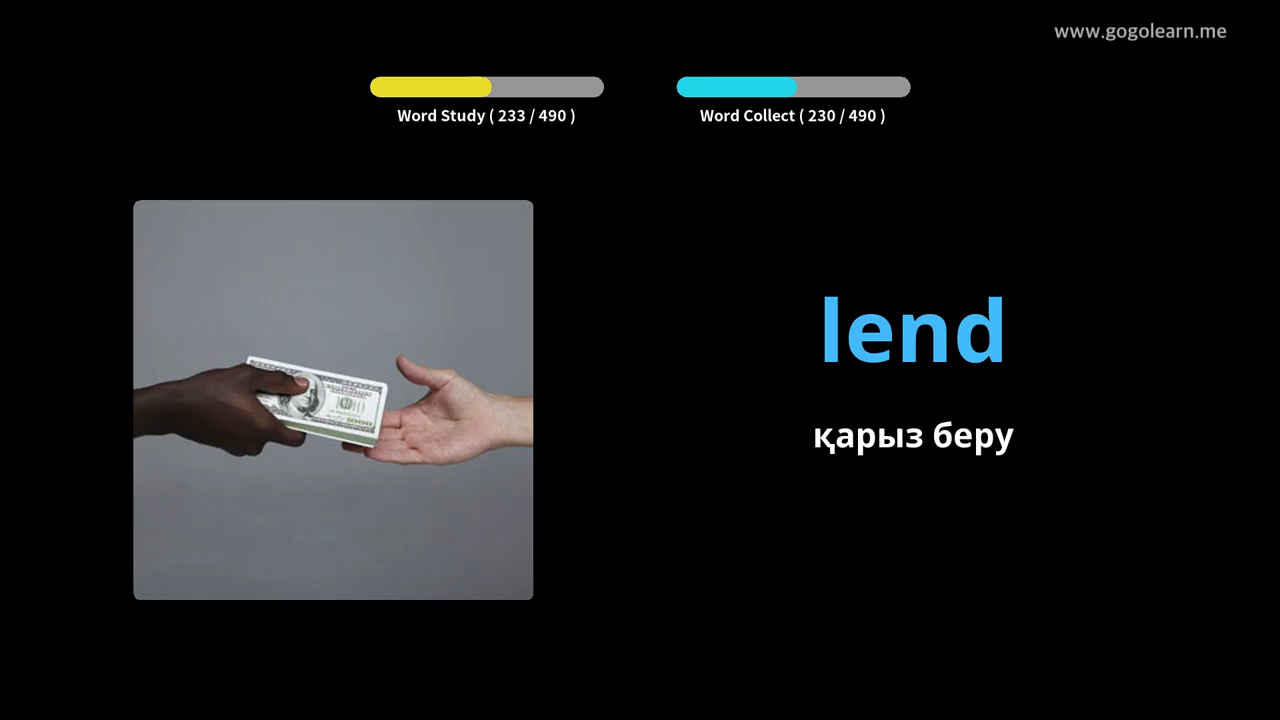 www.gogolearn.me
Word Study ( 233 / 490 )
Word Collect ( 230 / 490 )
lend
қарыз беру